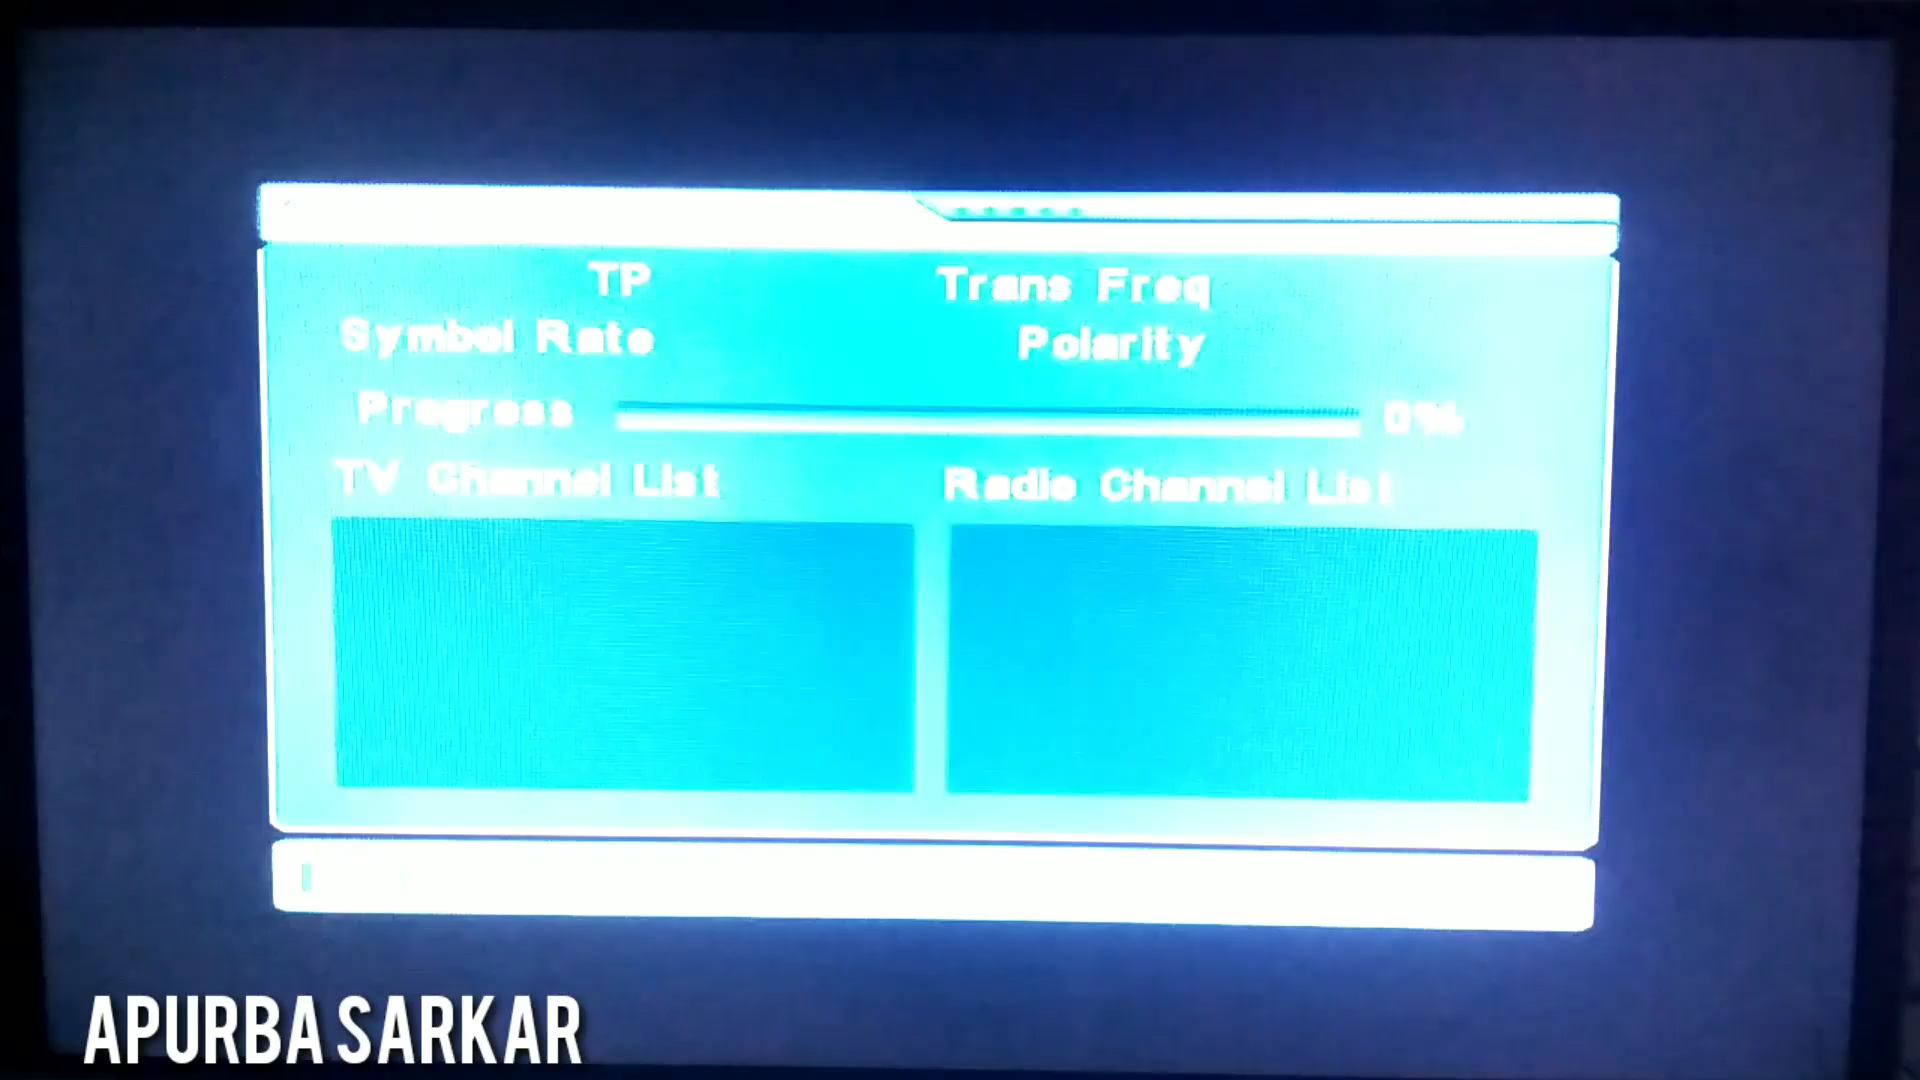 TP Trans Freq
Symbol Rate Polarity
Progress 0%
TV Channel List Radio Channel List
APURBA SARKAR